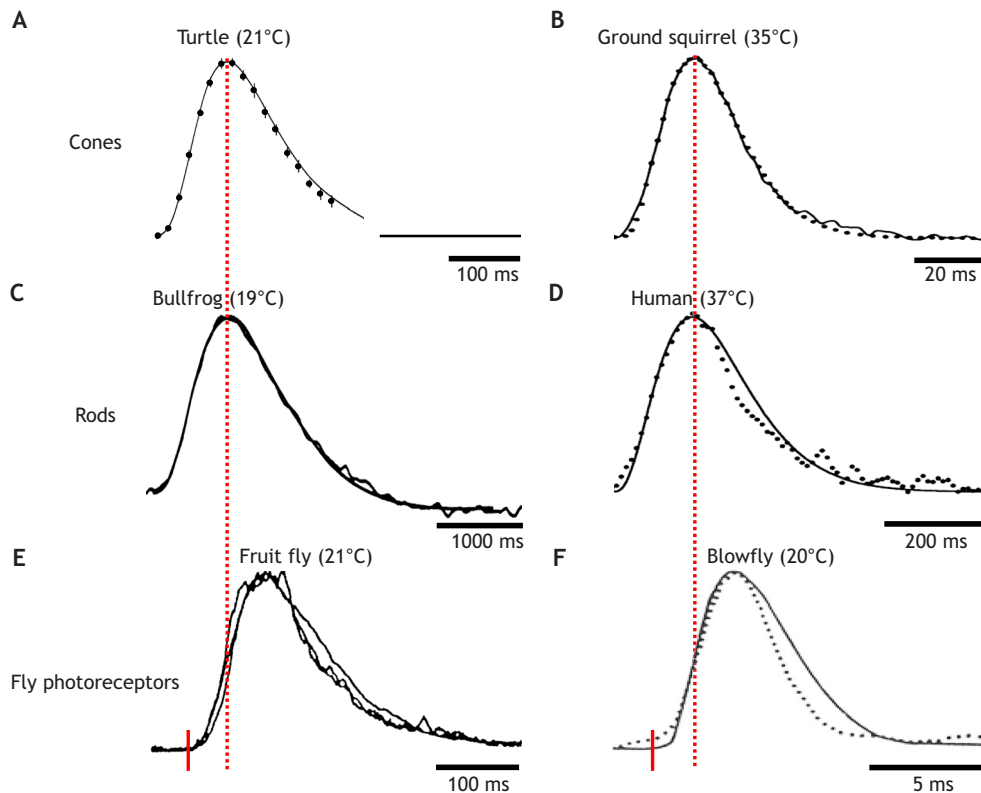 A
Turtle (21°C)
B
Ground squirrel (35°C)
Cones
100 ms
20 ms
C
Bullfrog (19°C)
D
Human (37°C)
Rods
1000 ms
200 ms
E
Fruit fly (21°C)
F
Blowfly (20°C)
Fly photoreceptors
100 ms
5 ms